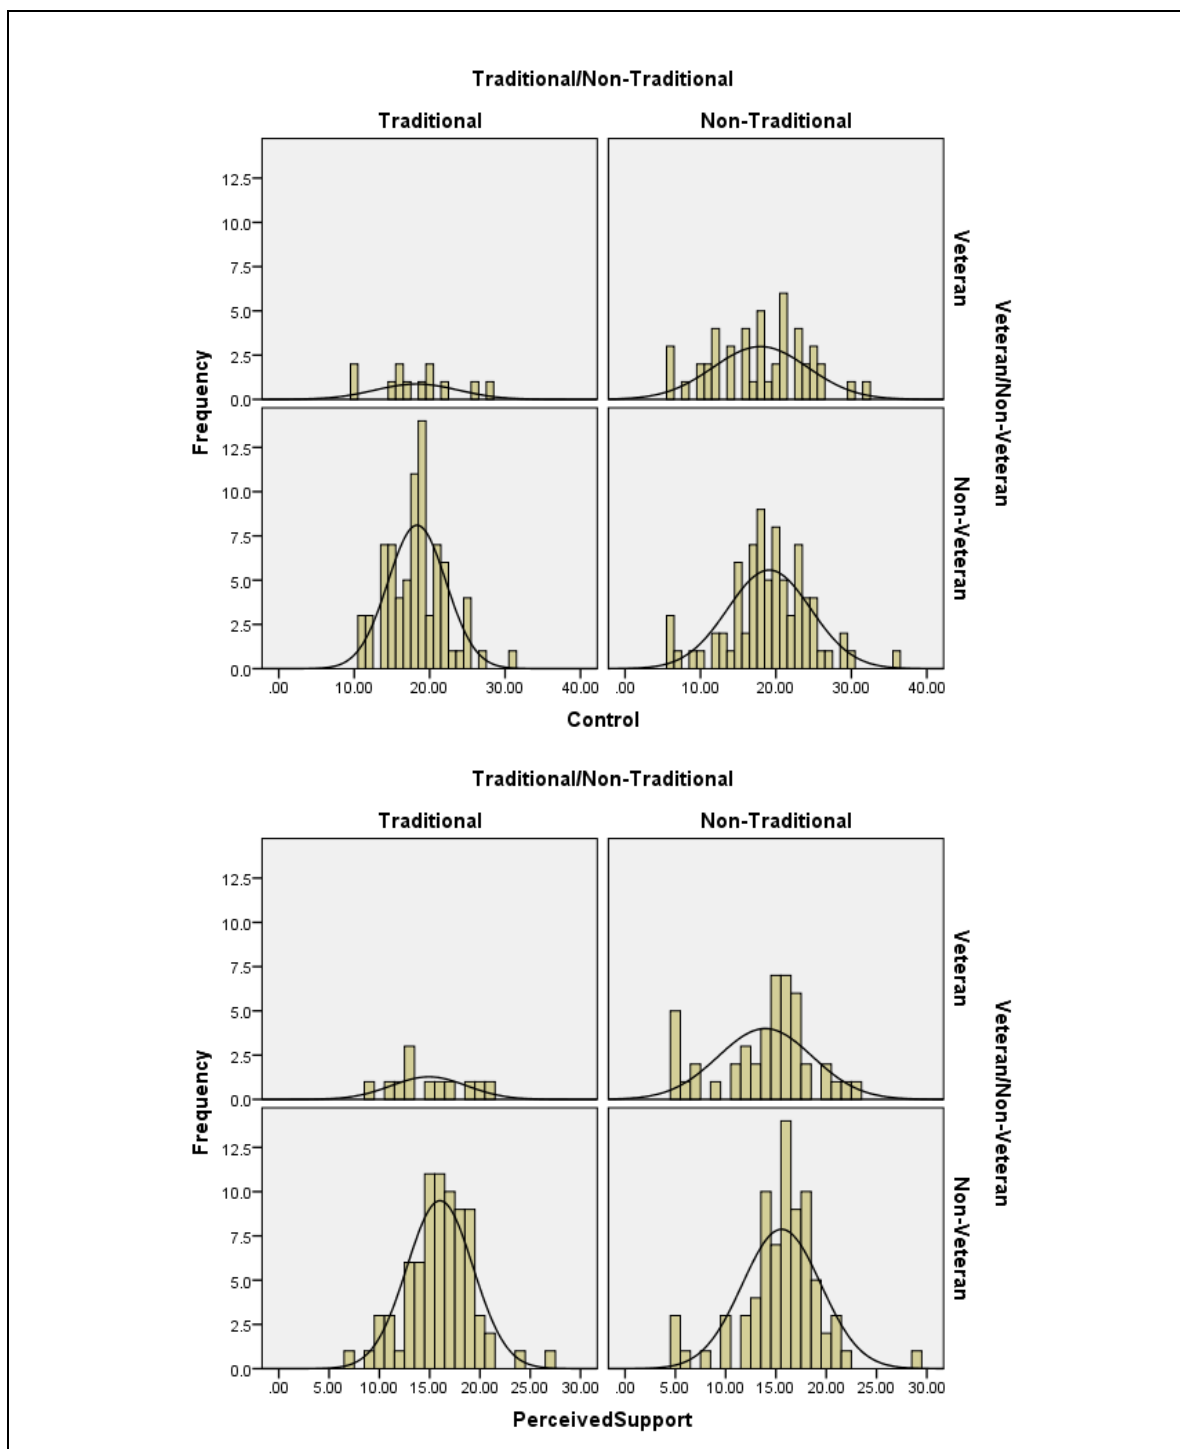 Traditional/Non-Traditional
Traditional Non-Traditional
12.5
10.0
7.5
5.0
2.5
0.0
Veteran
12.5
10.0
7.5
5.0
2.5
0.0
Non-Veteran
Frequency
Veteran/Non-Veteran
.00 10.00 20.00 30.00 40.00 .00 10.00 20.00 30.00 40.00
Control
Traditional/Non-Traditional
Traditional Non-Traditional
12.5
10.0
7.5
5.0
2.5
0.0
Veteran
12.5
10.0
7.5
5.0
2.5
0.0
Non-Veteran
Frequency
Veteran/Non-Veteran
.00 5.00 10.00 15.00 20.00 25.00 30.00 .00 5.00 10.00 15.00 20.00 25.00 30.00
PerceivedSupport